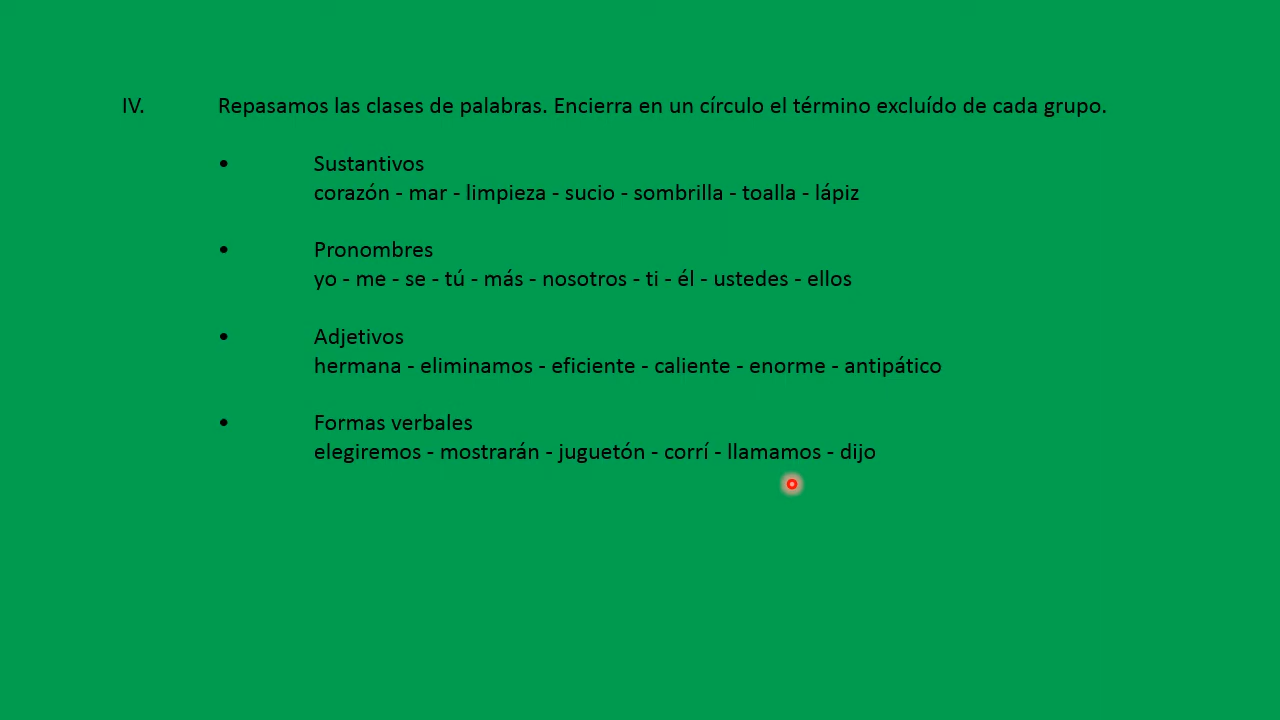 IV. Repasamos las clases de palabras. Encierra en un círculo el término excluído de cada grupo.
• Sustantivos
corazón - mar - limpieza - sucio - sombrilla - toalla - lápiz
• Pronombres
yo - me - se - tú - más - nosotros - ti - él - ustedes - ellos
• Adjetivos
hermana - eliminamos - eficiente - caliente - enorme - antipático
• Formas verbales
elegiremos - mostrarán - juguetón - corrí - llamamos - dijo